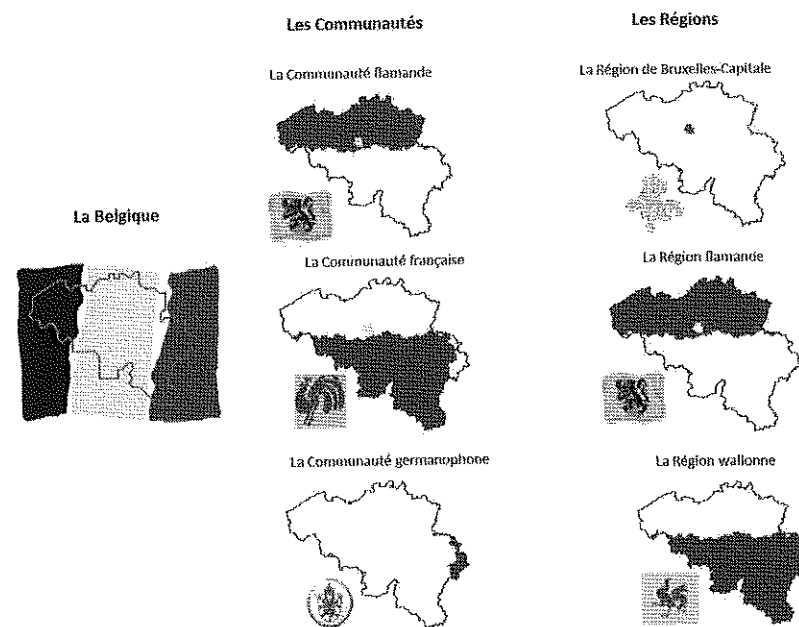 Les Communautés
Les Régions
La Communauté flamande
La Région de Bruxelles-Capitale
La Belgique
La Communauté française
La Région flamande
La Communauté germanophone
La Région wallonne